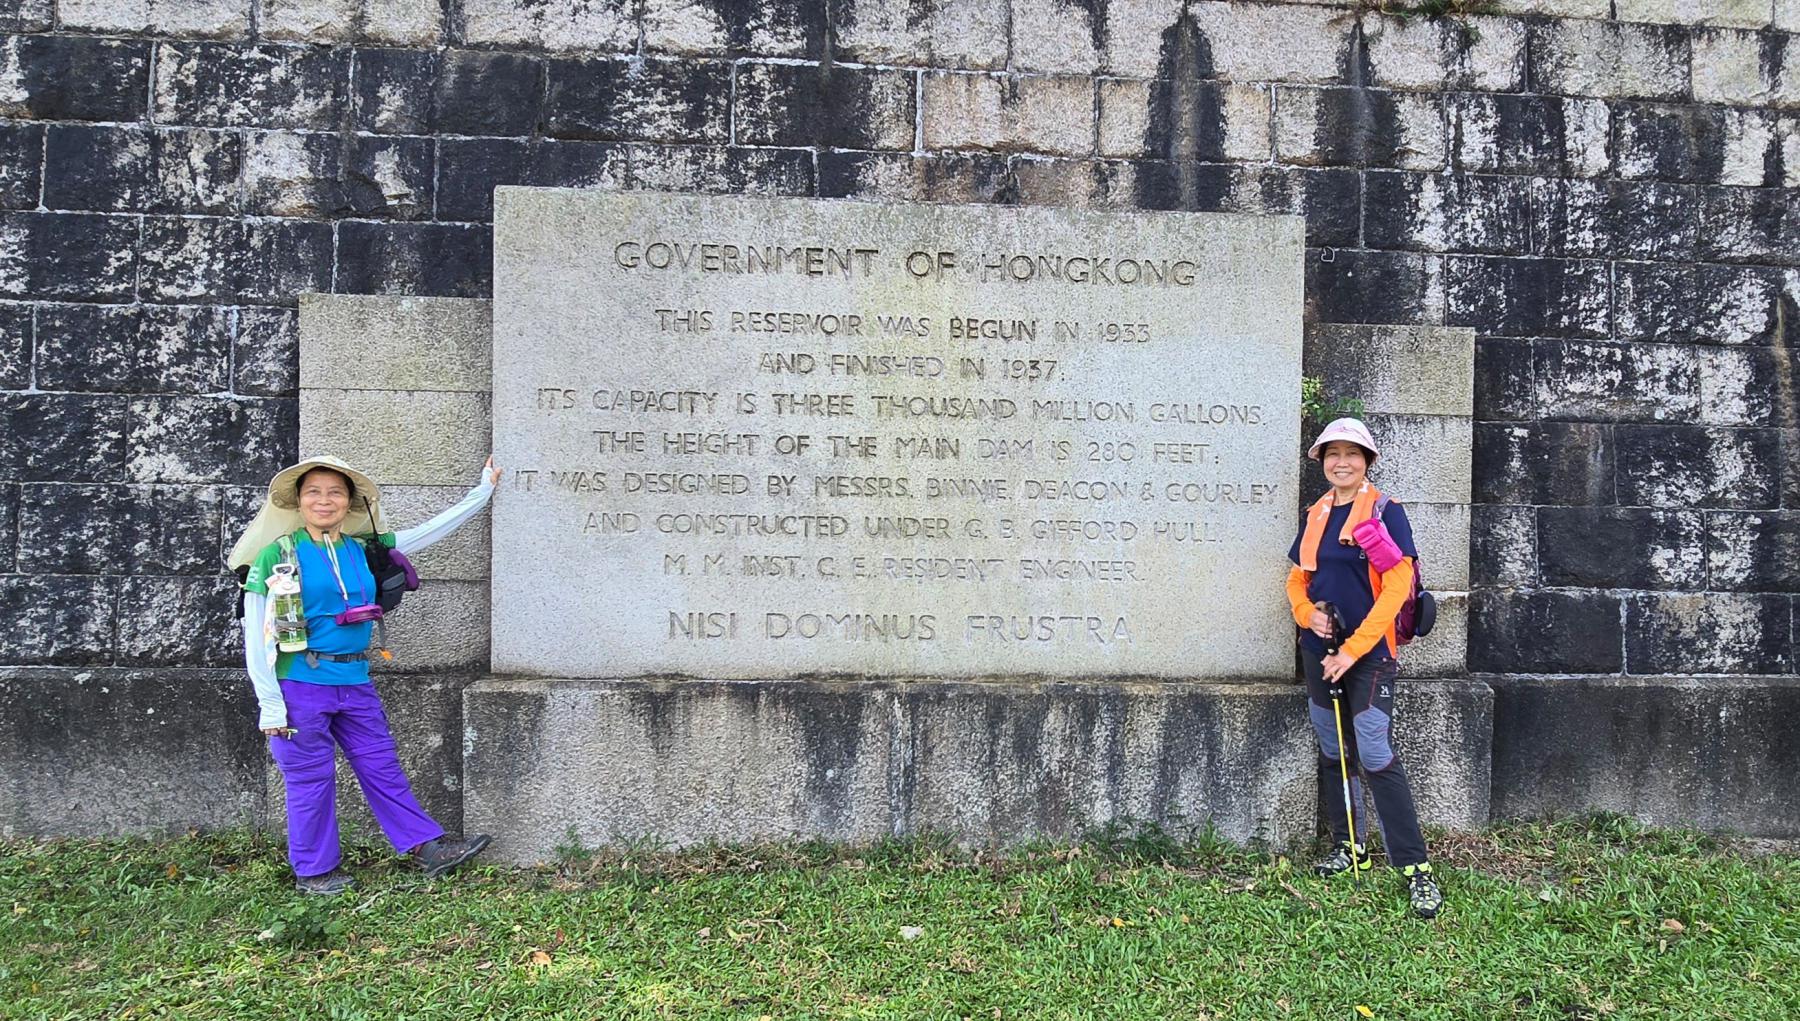 GOVERNMENT OF HONGKONG
THIS RESERVOIR WAS BEGUN IN 1933
AND FINISHED IN 1937.
ITS CAPACITY IS THREE THOUSAND MILLION GALLONS.
THE HEIGHT OF THE MAIN DAM IS 280 FEET.
IT WAS DESIGNED BY MESSRS. BINNIE, DEACON & GOURLEY
AND CONSTRUCTED UNDER G. B. GIFFORD HULL.
M. M. INST. C. E. RESIDENT ENGINEER.
NISI DOMINUS FRUSTRA